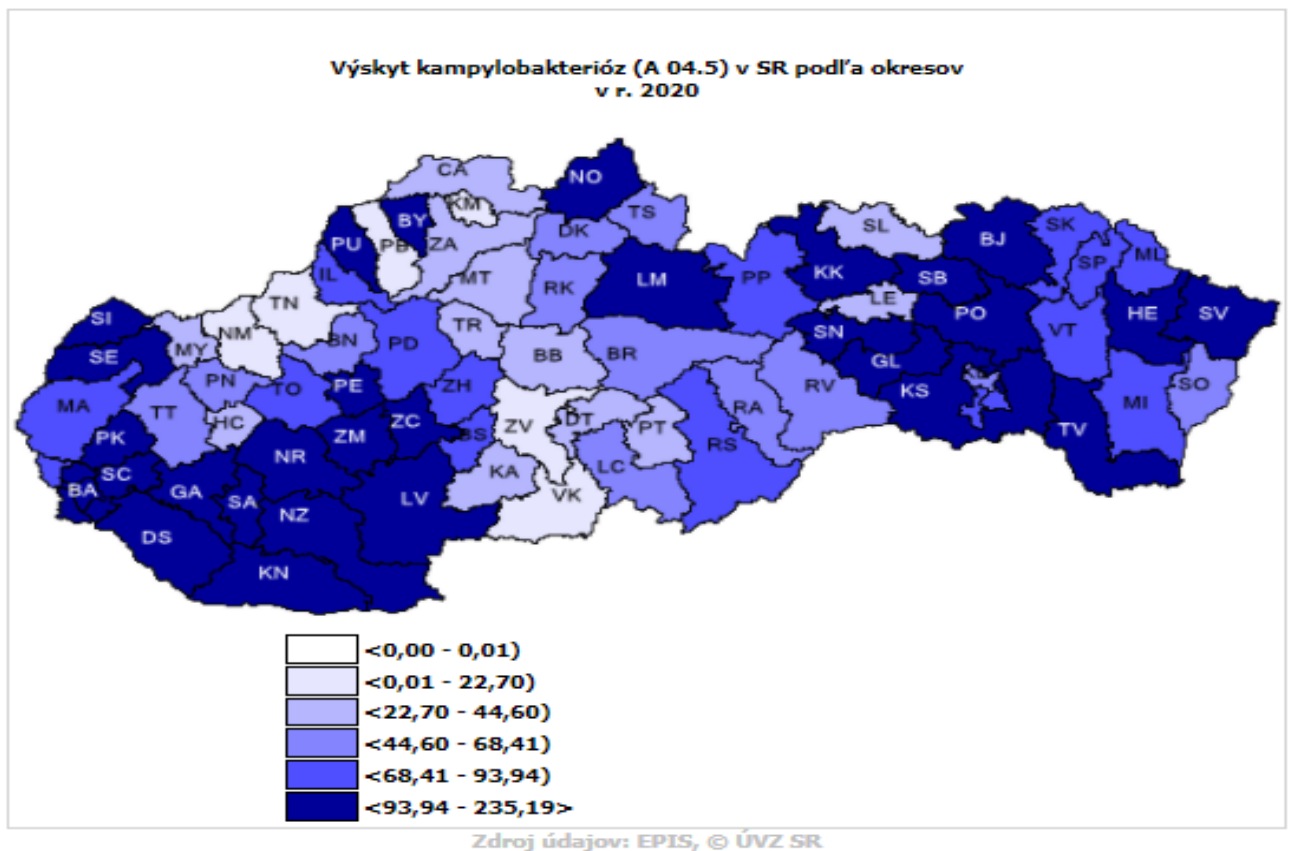 Výskyt kampylobakterióz (A 04.5) v SR podľa okresov
v r. 2020
CA
NO
KM
BY
TS
SL
BJ
SK
PU
PB
ZA
DK
SP
ML
IL
MT
RK
LM
PP
KK
SB
TN
LE
HE
SV
SI
NM
TR
SN
PO
VT
SE
MY
BN
PD
BB
BR
GL
PN
TO
PE
ZH
RV
KS
SO
MA
TT
HC
ZM
ZC
ZV
DT
PT
RA
MI
PK
BS
RS
TV
NR
KA
LC
SC
BA
GA
SA
NZ
LV
VK
DS
KN
<0,00 - 0,01)
<0,01 - 22,70)
<22,70 - 44,60)
<44,60 - 68,41)
<68,41 - 93,94)
<93,94 - 235,19>
Zdroj údajov: EPIS, © ÚVZ SR